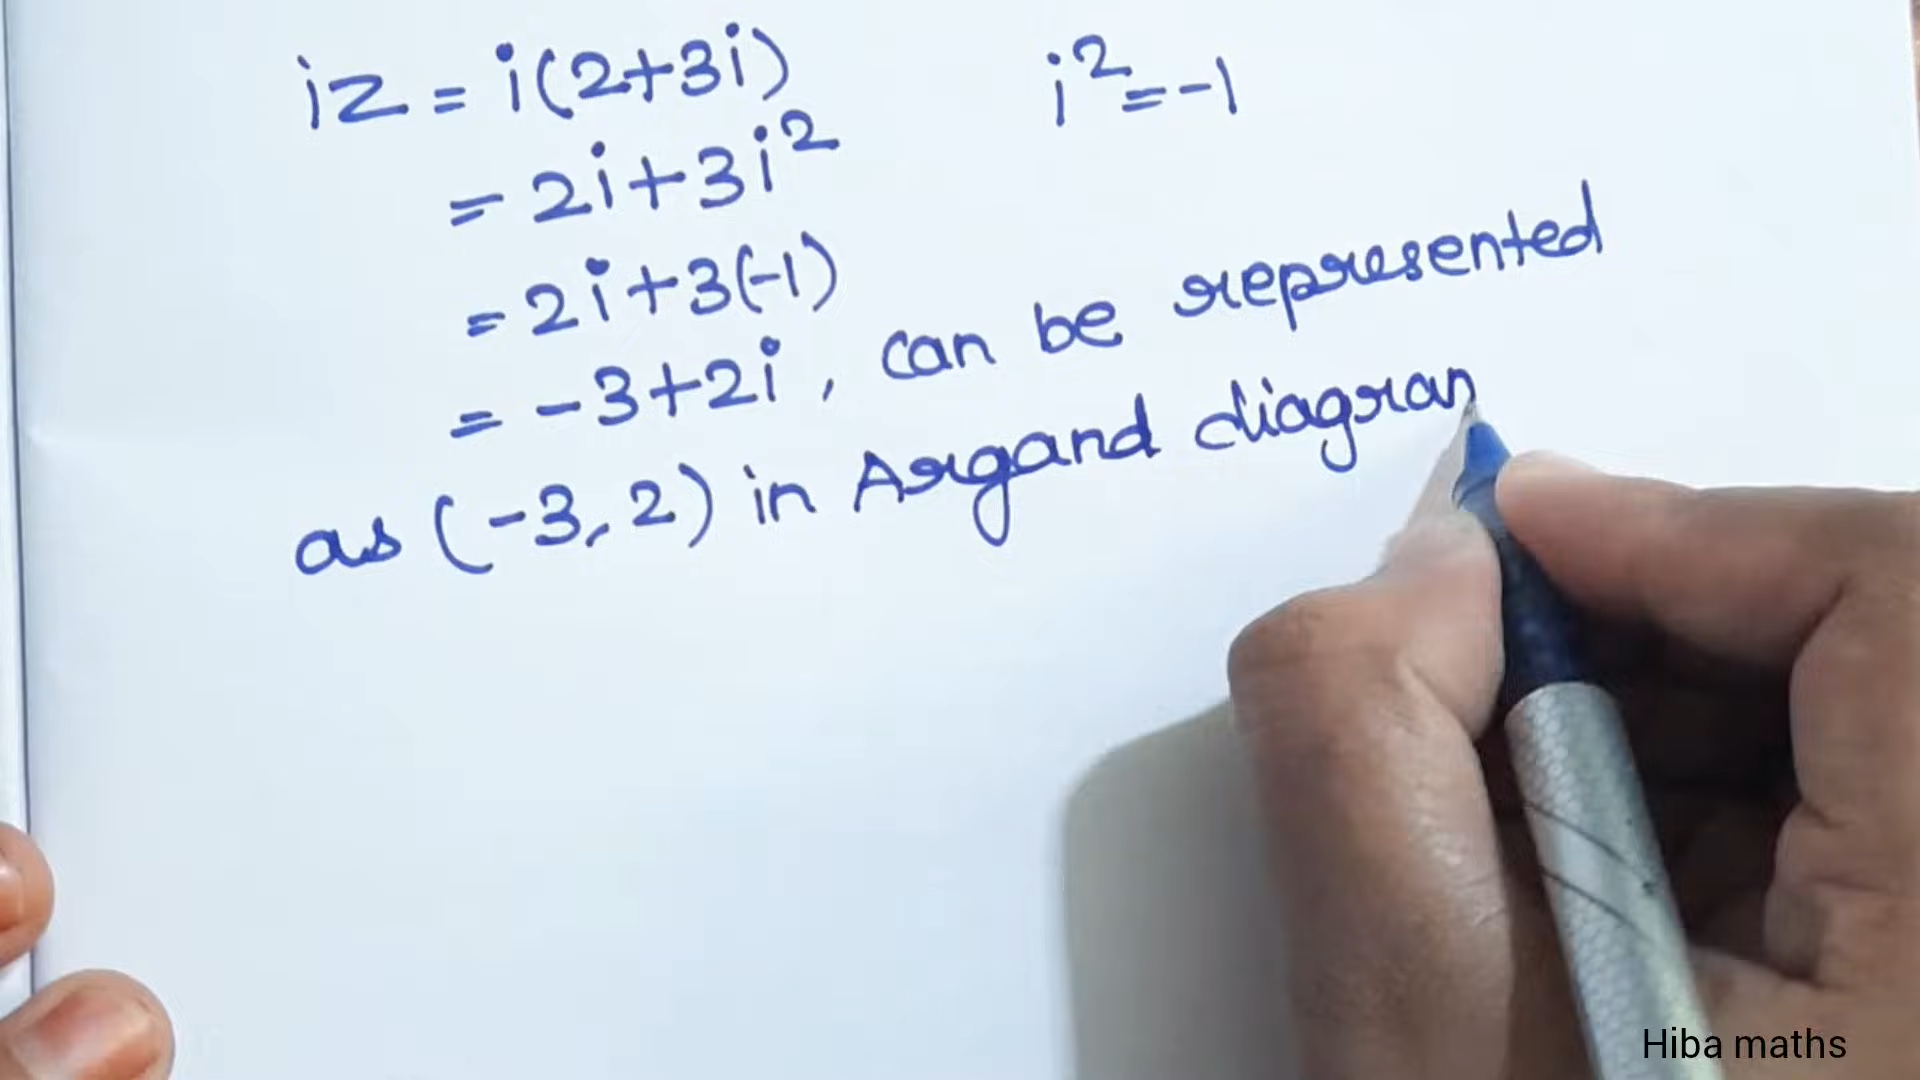 iz = i(2+3i)
i² = -1
= 2i+3i²
= 2i+3(-1)
= -3+2i, can be represented
as (-3, 2) in Argand diagran
Hiba maths